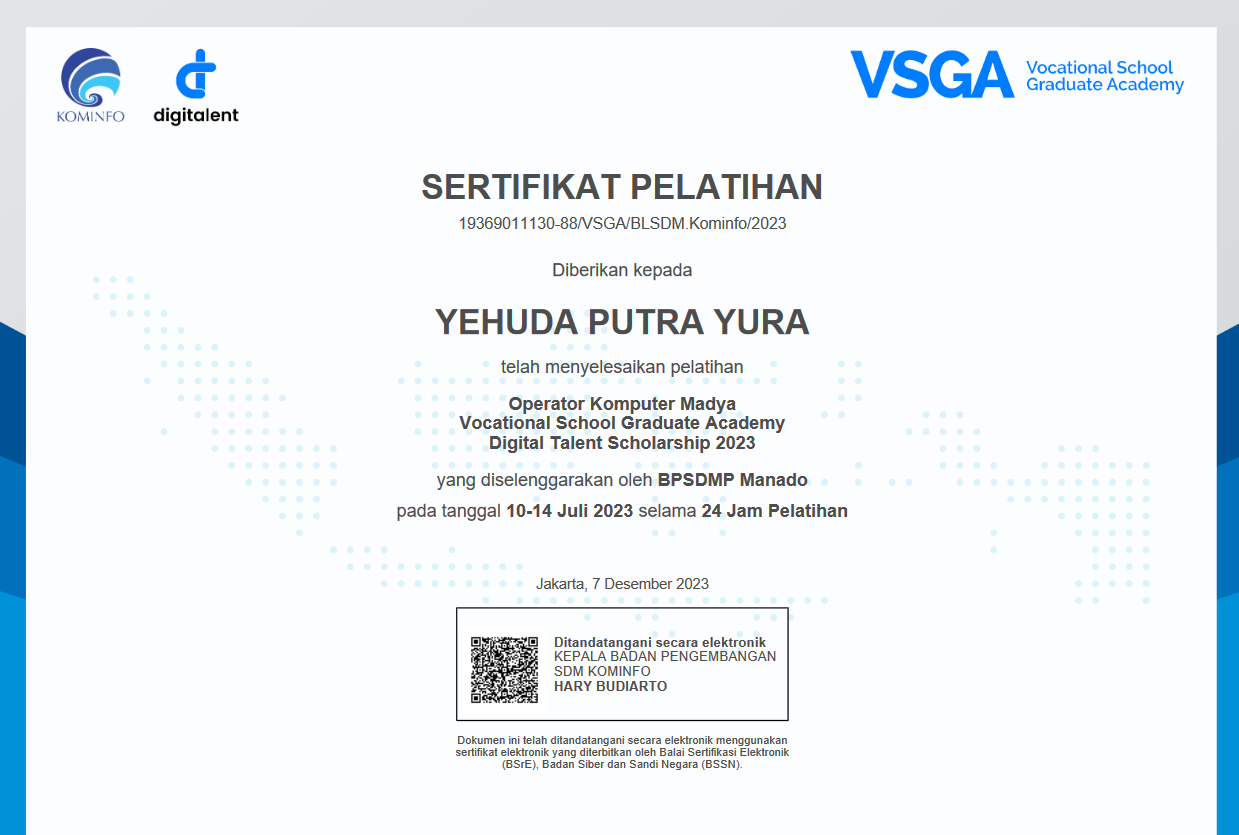 KOMINFO
digitalent
VSGA
Vocational School
Graduate Academy
SERTIFIKAT PELATIHAN
19369011130-88/VSGA/BLSDM.Kominfo/2023
Diberikan kepada
YEHUDA PUTRA YURA
telah menyelesaikan pelatihan
Operator Komputer Madya
Vocational School Graduate Academy
Digital Talent Scholarship 2023
yang diselenggarakan oleh BPSDMP Manado
pada tanggal 10-14 Juli 2023 selama 24 Jam Pelatihan
Jakarta, 7 Desember 2023
Ditandatangani secara elektronik
KEPALA BADAN PENGEMBANGAN
SDM KOMINFO
HARY BUDIARTO
Dokumen ini telah ditandatangani secara elektronik menggunakan
sertifikat elektronik yang diterbitkan oleh Balai Sertifikasi Elektronik
(BSrE), Badan Siber dan Sandi Negara (BSSN).